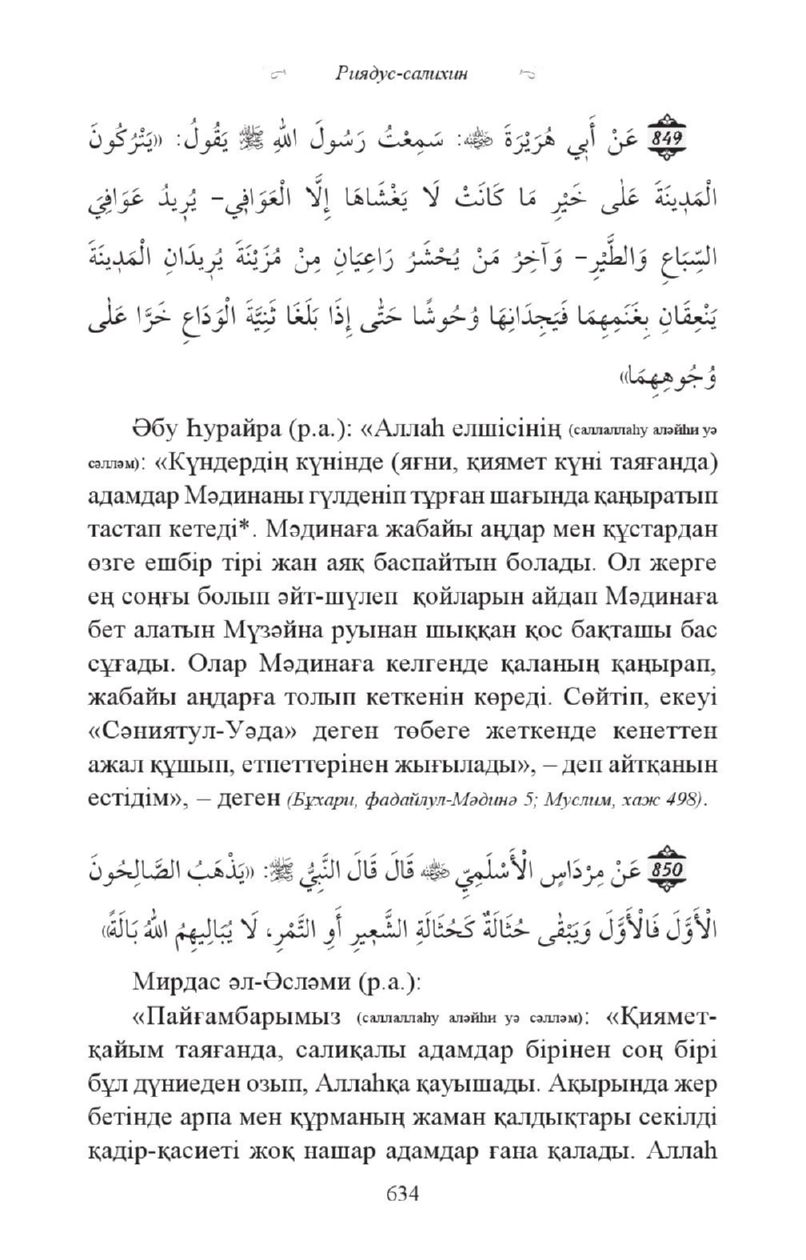 Риядус-салихин
849 عَنْ أَبِي هُرَيْرَةَ ﵁: سَمِعْتُ رَسُولَ اللهِ ﷺ يَقُولُ: «يَتْرُكُونَ
الْمَدِينَةَ عَلٰى خَيْرِ مَا كَانَتْ لَا يَغْشَاهَا إِلَّا الْعَوَافِي– يُرِيدُ عَوَافِيَ
السِّبَاعِ وَالطَّيْرِ– وَآخِرُ مَنْ يُحْشَرُ رَاعِيَانِ مِنْ مُزَيْنَةَ يُرِيدَانِ الْمَدِينَةَ
يَنْعِقَانِ بِغَنَمِهِمَا فَيَجِدَانِهَا وُحُوشًا حَتّٰى إِذَا بَلَغَا ثَنِيَّةَ الْوَدَاعِ خَرَّا عَلٰى
وُجُوهِهِمَا»
Әбу Һурайра (р.а.): «Аллаһ елшісінің (саллаллаһу аләйһи уә
сәлләм): «Күндердің күнінде (яғни, қиямет күні таяғанда)
адамдар Мәдинаны гүлденіп тұрған шағында қаңыратып
тастап кетеді*. Мәдинаға жабайы аңдар мен құстардан
өзге ешбір тірі жан аяқ баспайтын болады. Ол жерге
ең соңғы болып әйт-шүлеп қойларын айдап Мәдинаға
бет алатын Мүзәйна руынан шыққан қос бақташы бас
сұғады. Олар Мәдинаға келгенде қаланың қаңырап,
жабайы аңдарға толып кеткенін көреді. Сөйтіп, екеуі
«Сәниятул-Уәда» деген төбеге жеткенде кенеттен
ажал құшып, етпеттерінен жығылады», – деп айтқанын
естідім», – деген (Бұхари, фадайлул-Мәдинә 5; Муслим, хаж 498).
850 عَنْ مِرْدَاسٍ الْأَسْلَمِيِّ ﵁ قَالَ قَالَ النَّبِيُّ ﷺ: «يَذْهَبُ الصَّالِحُونَ
الْأَوَّلَ فَالْأَوَّلَ وَيَبْقٰى حُثَالَةٌ كَحُثَالَةِ الشَّعِيرِ أَوِ التَّمْرِ، لَا يُبَالِيهِمُ اللهُ بَالَةً»
Мирдас әл-Әсләми (р.а.):
«Пайғамбарымыз (саллаллаһу аләйһи уә сәлләм): «Қиямет-
қайым таяғанда, салиқалы адамдар бірінен соң бірі
бұл дүниеден озып, Аллаһқа қауышады. Ақырында жер
бетінде арпа мен құрманың жаман қалдықтары секілді
қадір-қасиеті жоқ нашар адамдар ғана қалады. Аллаһ
634